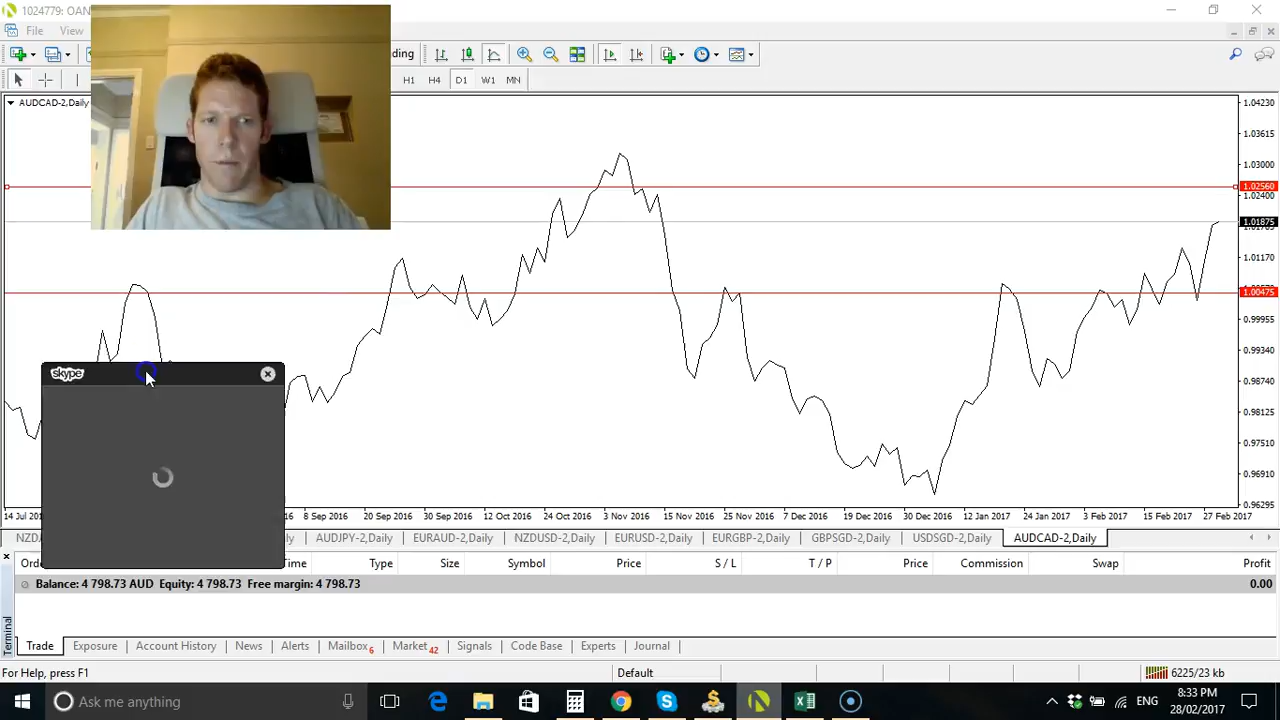 1024779: OAN
File View
ding
H1 H4 D1 W1 MN
AUDCAD-2,Daily
1.04230
1.03615
1.03000
1.02560
1.02400
1.01875
1.01170
1.00475
0.99955
0.99340
0.98740
0.98125
0.97510
0.96910
0.96295
skype
14 Jul 201 16 8 Sep 2016 20 Sep 2016 30 Sep 2016 12 Oct 2016 24 Oct 2016 3 Nov 2016 15 Nov 2016 25 Nov 2016 7 Dec 2016 19 Dec 2016 30 Dec 2016 12 Jan 2017 24 Jan 2017 3 Feb 2017 15 Feb 2017 27 Feb 2017
NZD ly AUDJPY-2,Daily EURAUD-2,Daily NZDUSD-2,Daily EURUSD-2,Daily EURGBP-2,Daily GBPSGD-2,Daily USDSGD-2,Daily AUDCAD-2,Daily
Ord Time Type Size Symbol Price S / L T / P Price Commission Swap Profit
Balance: 4 798.73 AUD Equity: 4 798.73 Free margin: 4 798.73 0.00
Terminal
Trade Exposure Account History News Alerts Mailbox 6 Market 42 Signals Code Base Experts Journal
For Help, press F1 Default 6225/23 kb
Ask me anything ENG 8:33 PM
28/02/2017